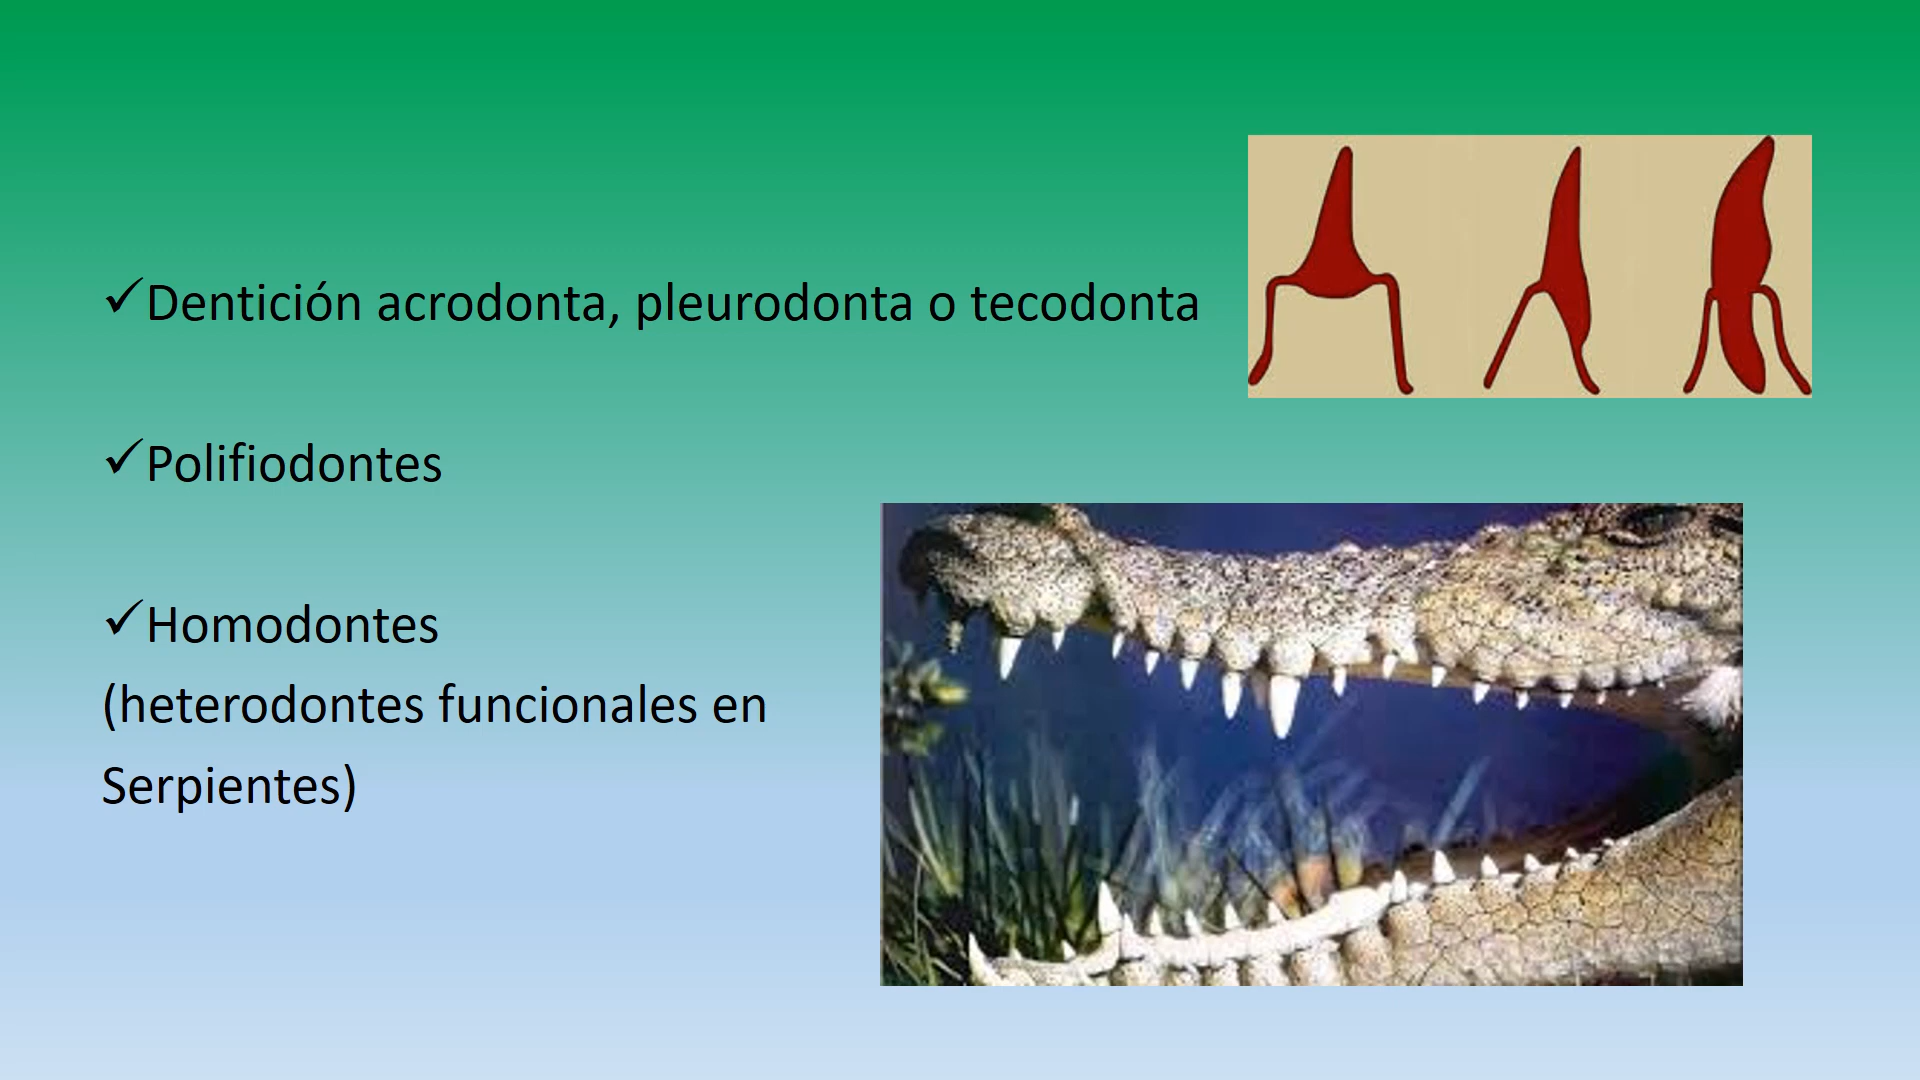 ✓Dentición acrodonta, pleurodonta o tecodonta
✓Polifiodontes
✓Homodontes
(heterodontes funcionales en
Serpientes)